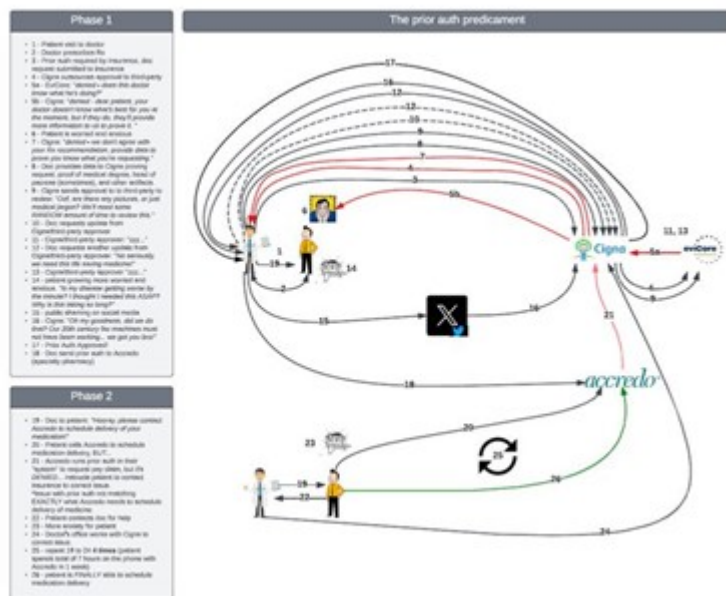 Phase 1
The prior auth predicament
1 - Patient visit to doctor
2 - Doctor prescribes Rx
3 - Prior auth required by insurance, doc
request submitted to insurance
4 - Cigna outsources approval to third-party
5a - EviCore: "denied - does this doctor
know what he's doing?"
5b - Cigna: "denied - dear patient, your
doctor doesn't know what's best for you at
the moment, but if they do, they'll provide
more information to us to prove it."
6 - Patient is worried and anxious
7 - Cigna: "denied - we don't agree with
your Rx recommendation, provide data to
prove you know what you're requesting."
8 - Doc provides data to Cigna proving
request, proof of medical degree, head of
(sometimes), and other artifacts
9 - Cigna sends approval to third-party to
review: "are there any pictures, or just
medical jargon? We'll need some
RANDOM amount of time to review this."
10 - Doc requests update from
Cigna/third-party approver
11 - Cigna/third-party approver: "zzz..."
12 - Doc requests another update from
Cigna/third-party approver: "seriously,
we need this life saving medicine!"
13 - Cigna/third-party approver: "zzz..."
14 - patient growing more worried and
anxious. "Is my disease getting worse by
the minute? I thought I needed this ASAP?
Why is this taking so long?"
15 - public shaming on social media
16 - Cigna: "Oh my goodness, did we do
that? Our 20th century fax machines must
not have been working... we got you bro!"
17 - Prior Auth Approved!
18 - Doc send prior auth to Accredo
(specialty pharmacy)
17
16
12
12
10
9
8
7
4
3
5b
6
1
19
2
14
Cigna
11, 13
5a
eviCore
4
9
15
X
16
21
18
accredo
Phase 2
19 - Doc to patient: "Hooray, please contact
Accredo to schedule delivery of your
medication!"
20 - Patient calls Accredo to schedule
medication delivery, BUT...
21 - Accredo runs prior auth in their
"system" to request pay claim, but it's
DENIED... patient to contact
insurance to correct issue.
*Issue with prior auth not matching
EXACTLY what Accredo needs to schedule
delivery of medicine
22 - Patient contacts doc for help
23 - More anxiety for patient
24 - Doctor's office works with Cigna to
correct issue
25 - repeat 19 to 24 4 times (patient
spends total of 7 hours on the phone with
Accredo in 1 week)
26 - patient is FINALLY able to schedule
medication delivery
23
20
25
19
22
26
24